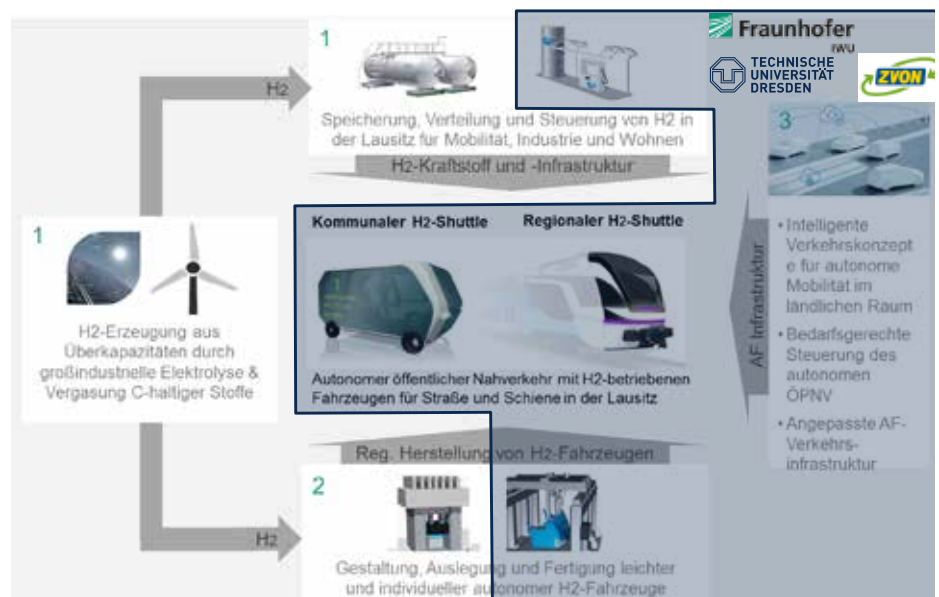 Fraunhofer
IWU
TECHNISCHE
UNIVERSITÄT
DRESDEN
ZVON
1
H2
Speicherung, Verteilung und Steuerung von H2 in
der Lausitz für Mobilität, Industrie und Wohnen
H2-Kraftstoff und -Infrastruktur
1
H2-Erzeugung aus
Überkapazitäten durch
großindustrielle Elektrolyse &
Vergasung C-haltiger Stoffe
Kommunaler H2-Shuttle
Regionaler H2-Shuttle
Autonomer öffentlicher Nahverkehr mit H2-betriebenen
Fahrzeugen für Straße und Schiene in der Lausitz
AF Infrastruktur
3
• Intelligente
Verkehrskonzept
e für autonome
Mobilität im
ländlichen Raum
• Bedarfsgerechte
Steuerung des
autonomen
ÖPNV
• Angepasste AF-
Verkehrs-
infrastruktur
Reg. Herstellung von H2-Fahrzeugen
2
H2
Gestaltung, Auslegung und Fertigung leichter
und individueller autonomer H2-Fahrzeuge